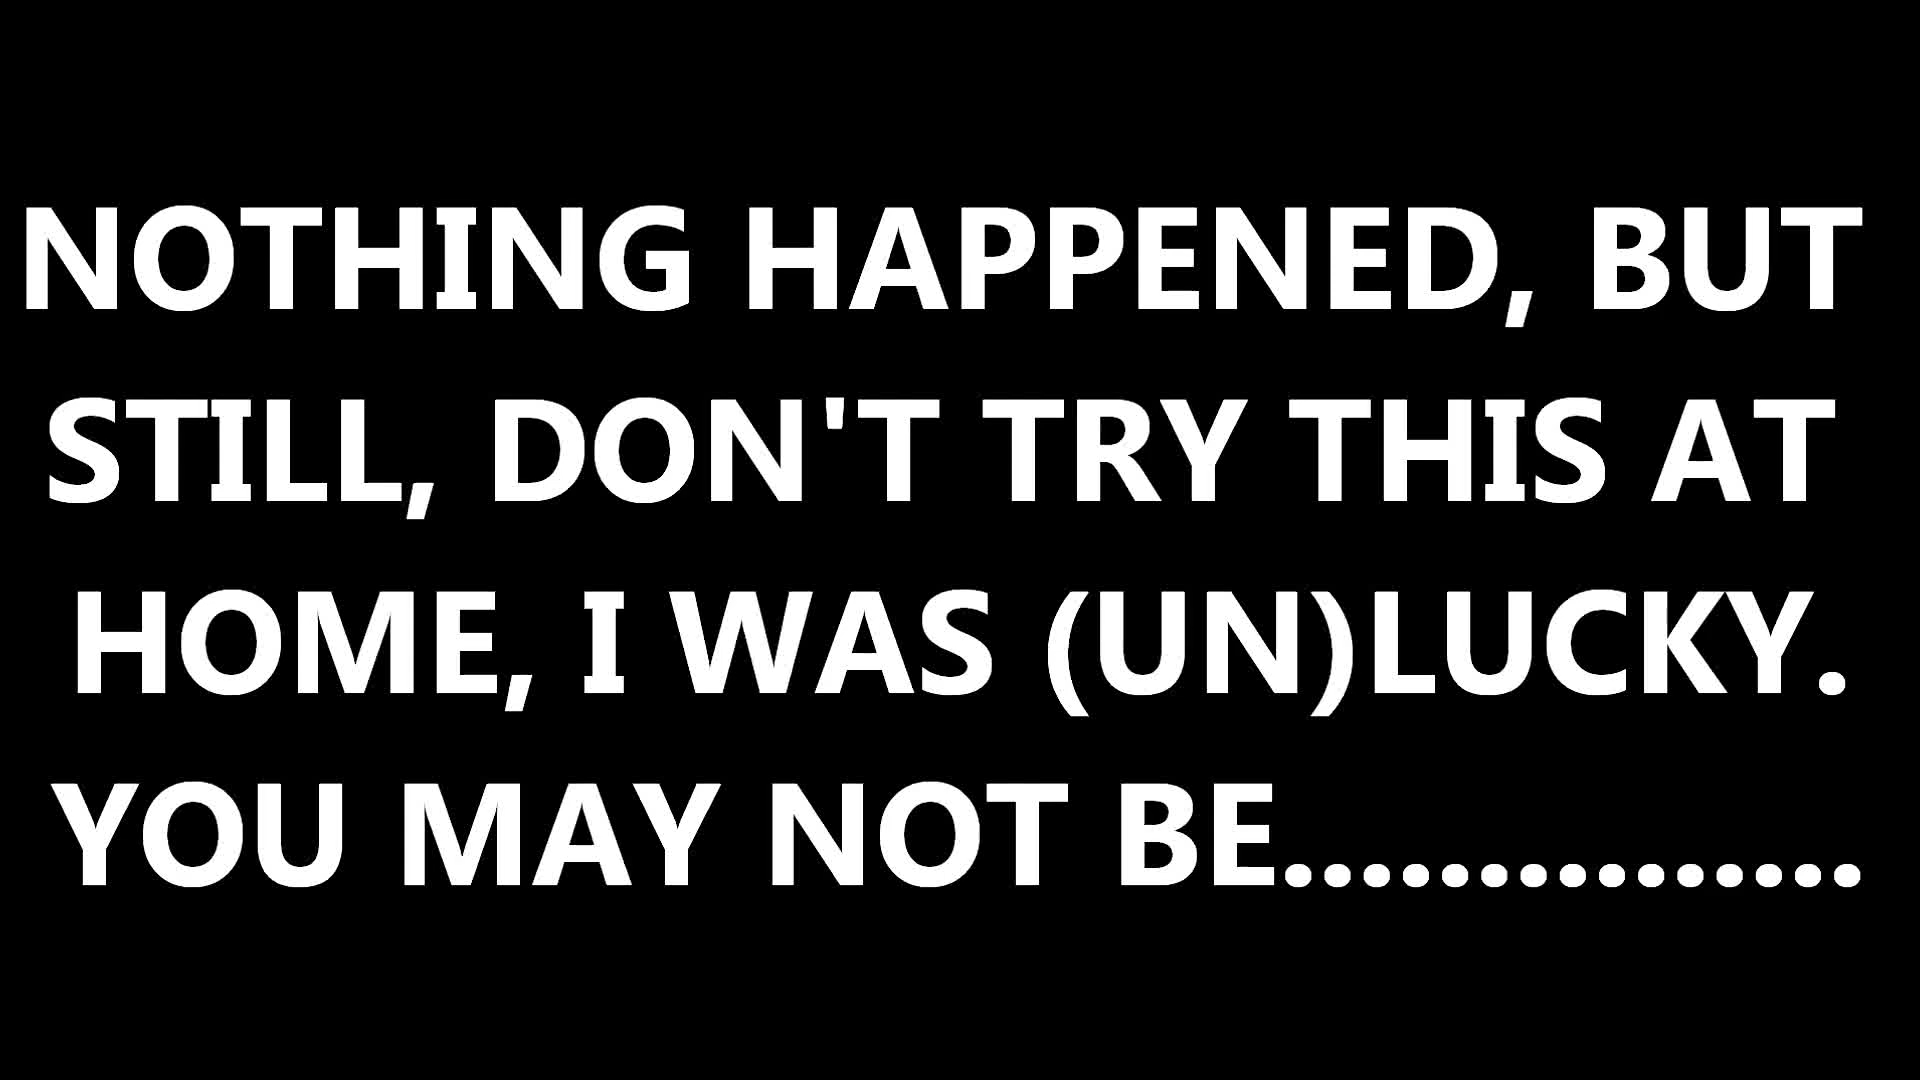 NOTHING HAPPENED, BUT
STILL, DON'T TRY THIS AT
HOME, I WAS (UN)LUCKY.
YOU MAY NOT BE...............